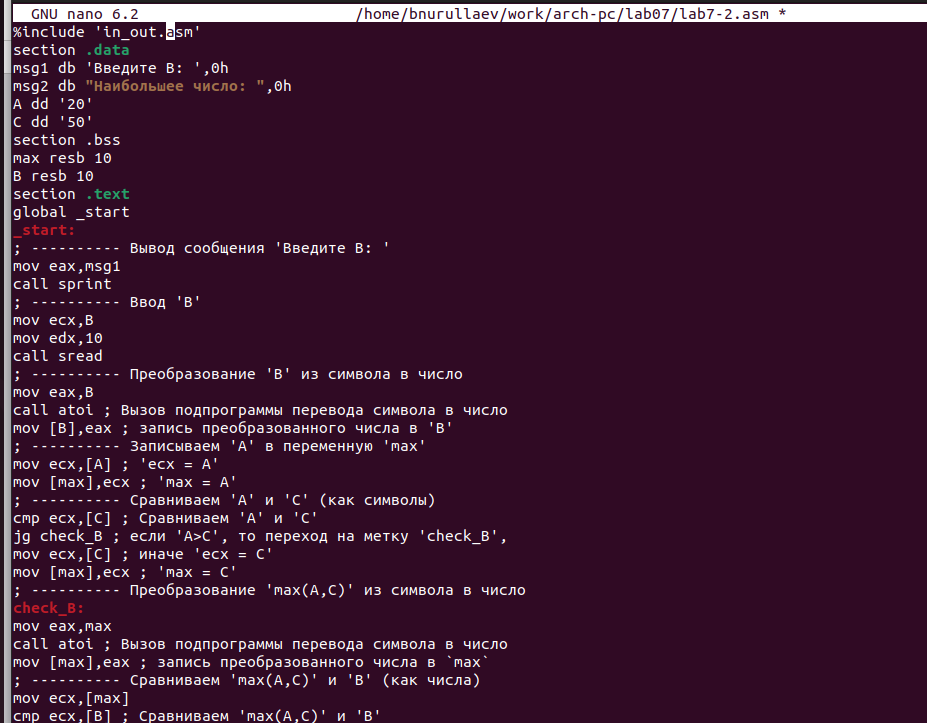 GNU nano 6.2 /home/bnurullaev/work/arch-pc/lab07/lab7-2.asm *
%include 'in_out.asm'
section .data
msg1 db 'Введите B: ',0h
msg2 db "Наибольшее число: ",0h
A dd '20'
C dd '50'
section .bss
max resb 10
B resb 10
section .text
global _start
_start:
; ---------- Вывод сообщения 'Введите B: '
mov eax,msg1
call sprint
; ---------- Ввод 'B'
mov ecx,B
mov edx,10
call sread
; ---------- Преобразование 'B' из символа в число
mov eax,B
call atoi ; Вызов подпрограммы перевода символа в число
mov [B],eax ; запись преобразованного числа в 'B'
; ---------- Записываем 'A' в переменную 'max'
mov ecx,[A] ; 'ecx = A'
mov [max],ecx ; 'max = A'
; ---------- Сравниваем 'A' и 'С' (как символы)
cmp ecx,[C] ; Сравниваем 'A' и 'С'
jg check_B ; если 'A>C', то переход на метку 'check_B',
mov ecx,[C] ; иначе 'ecx = C'
mov [max],ecx ; 'max = C'
; ---------- Преобразование 'max(A,C)' из символа в число
check_B:
mov eax,max
call atoi ; Вызов подпрограммы перевода символа в число
mov [max],eax ; запись преобразованного числа в `max`
; ---------- Сравниваем 'max(A,C)' и 'B' (как числа)
mov ecx,[max]
cmp ecx,[B] ; Сравниваем 'max(A,C)' и 'B'